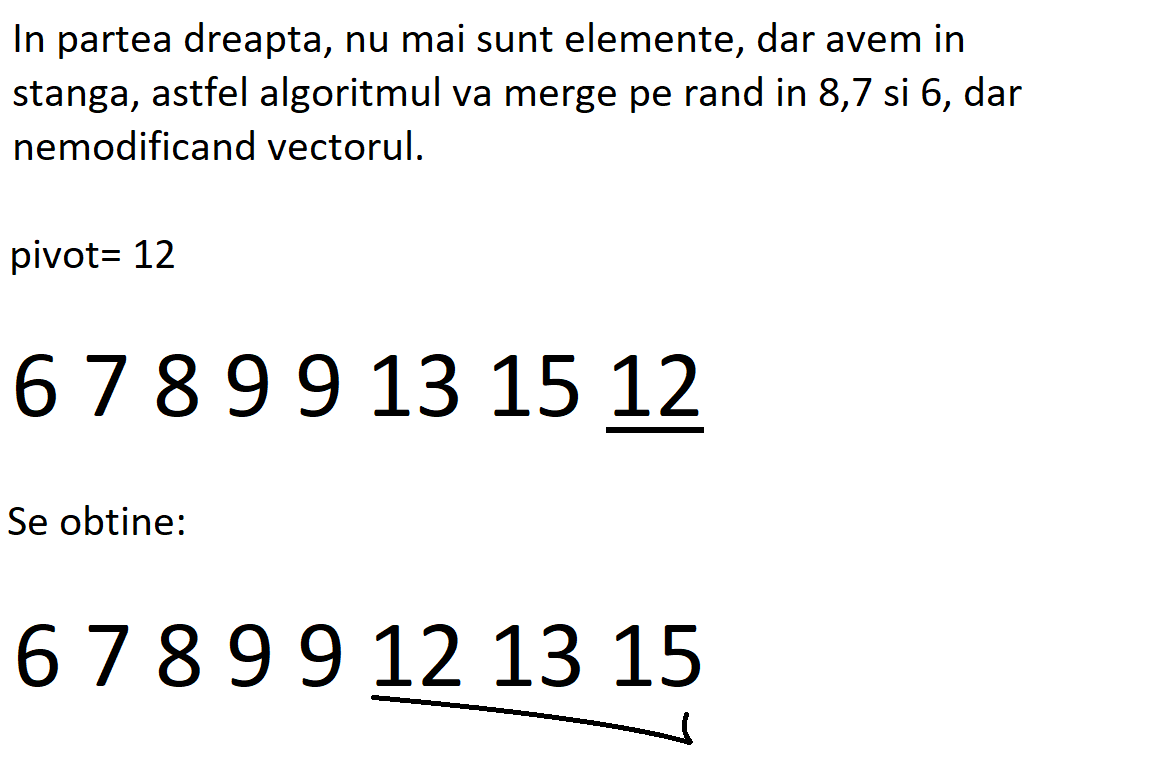 In partea dreapta, nu mai sunt elemente, dar avem in
stanga, astfel algoritmul va merge pe rand in 8,7 si 6, dar
nemodificand vectorul.
pivot= 12
6 7 8 9 9 13 15 12
Se obtine:
6 7 8 9 9 12 13 15